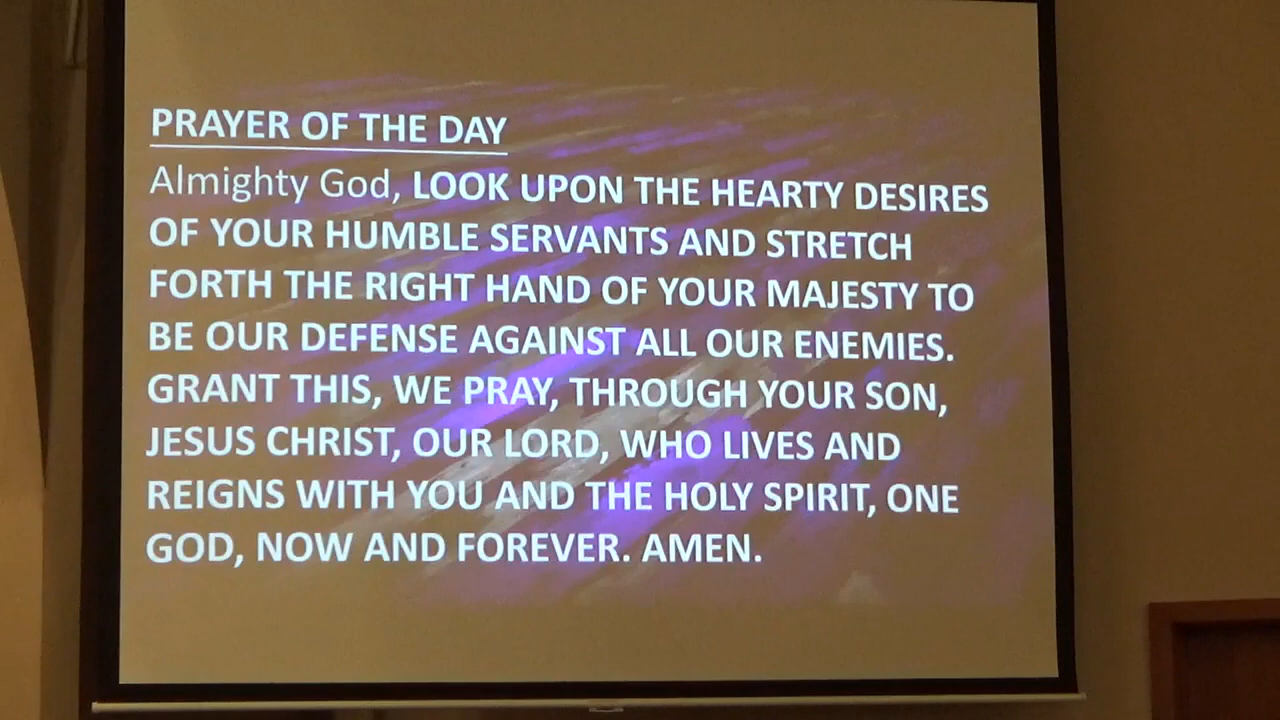 PRAYER OF THE DAY
Almighty God, LOOK UPON THE HEARTY DESIRES
OF YOUR HUMBLE SERVANTS AND STRETCH
FORTH THE RIGHT HAND OF YOUR MAJESTY TO
BE OUR DEFENSE AGAINST ALL OUR ENEMIES.
GRANT THIS, WE PRAY, THROUGH YOUR SON,
JESUS CHRIST, OUR LORD, WHO LIVES AND
REIGNS WITH YOU AND THE HOLY SPIRIT, ONE
GOD, NOW AND FOREVER. AMEN.